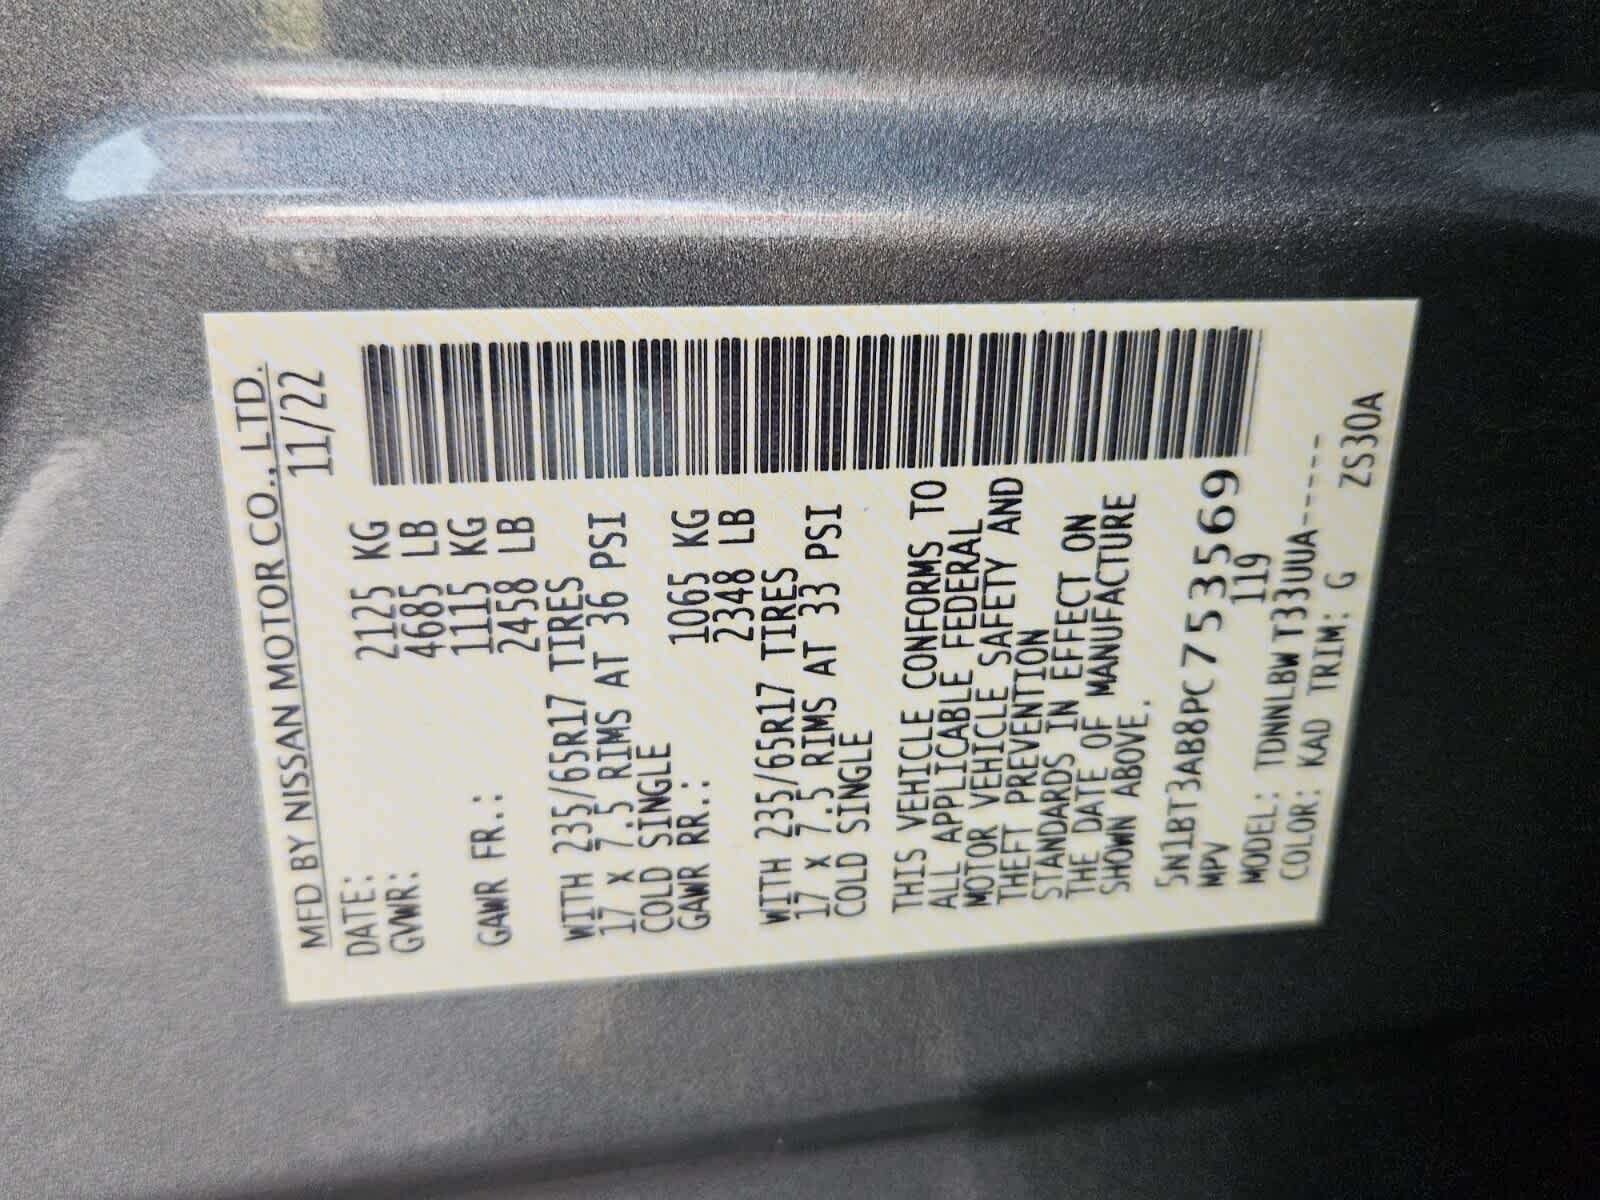 MFD BY NISSAN MOTOR CO., LTD.
DATE: 11/22
GVWR: 2125 KG
4685 LB
GAWR FR.: 1115 KG
2458 LB
WITH 235/65R17 TIRES
17 x 7.5 RIMS AT 36 PSI
COLD SINGLE
GAWR RR.: 1065 KG
2348 LB
WITH 235/65R17 TIRES
17 x 7.5 RIMS AT 33 PSI
COLD SINGLE
THIS VEHICLE CONFORMS TO
ALL APPLICABLE FEDERAL
MOTOR VEHICLE SAFETY AND
THEFT PREVENTION
STANDARDS IN EFFECT ON
THE DATE OF MANUFACTURE
SHOWN ABOVE.
5N1BT3AB8PC753569
MPV 119
MODEL: TDNNLBW T33UUA-----
COLOR: KAD TRIM: G ZS30A